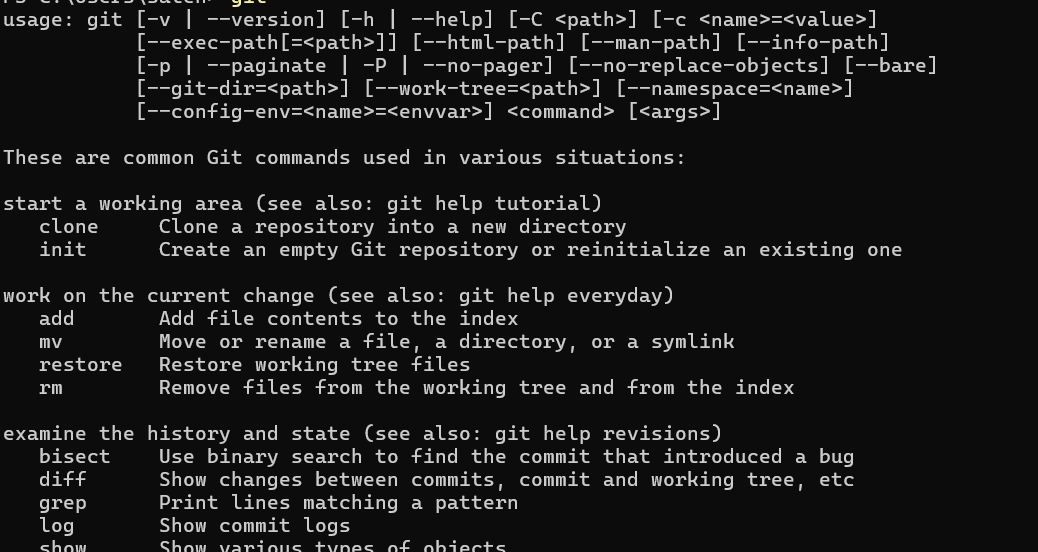 usage: git [-v | --version] [-h | --help] [-C <path>] [-c <name>=<value>]
           [--exec-path[=<path>]] [--html-path] [--man-path] [--info-path]
           [-p | --paginate | -P | --no-pager] [--no-replace-objects] [--bare]
           [--git-dir=<path>] [--work-tree=<path>] [--namespace=<name>]
           [--config-env=<name>=<envvar>] <command> [<args>]

These are common Git commands used in various situations:

start a working area (see also: git help tutorial)
   clone     Clone a repository into a new directory
   init      Create an empty Git repository or reinitialize an existing one

work on the current change (see also: git help everyday)
   add       Add file contents to the index
   mv        Move or rename a file, a directory, or a symlink
   restore   Restore working tree files
   rm        Remove files from the working tree and from the index

examine the history and state (see also: git help revisions)
   bisect    Use binary search to find the commit that introduced a bug
   diff      Show changes between commits, commit and working tree, etc
   grep      Print lines matching a pattern
   log       Show commit logs
   show      Show various types of objects